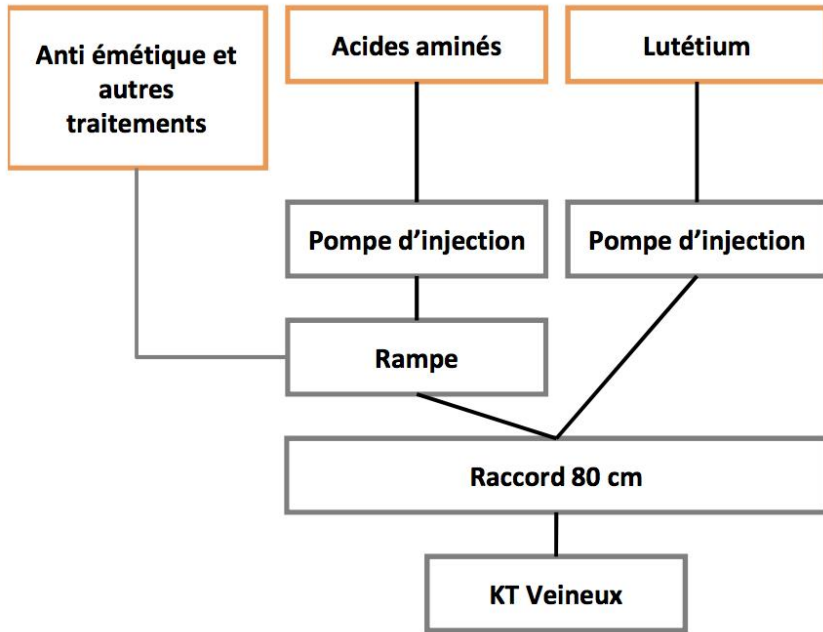 Anti émétique et
autres
traitements
Acides aminés
Lutétium
Pompe d'injection
Pompe d'injection
Rampe
Raccord 80 cm
KT Veineux